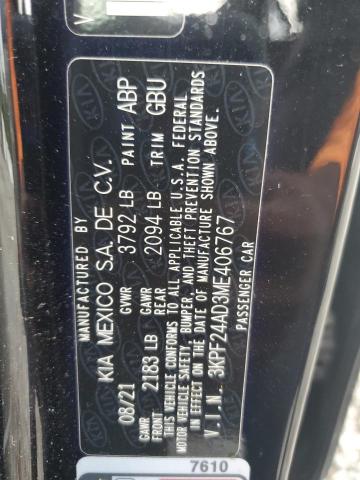 MANUFACTURED BY
KIA MEXICO S.A. DE C.V.
08/21 GVWR 3792 LB PAINT ABP
GAWR FRONT 2183 LB GAWR REAR 2094 LB TRIM GBU
THIS VEHICLE CONFORMS TO ALL APPLICABLE U.S.A. FEDERAL
MOTOR VEHICLE SAFETY, BUMPER, AND THEFT PREVENTION STANDARDS
IN EFFECT ON THE DATE OF MANUFACTURE SHOWN ABOVE.
V.I.N. 3KPF24AD3ME406767
PASSENGER CAR
7610
V